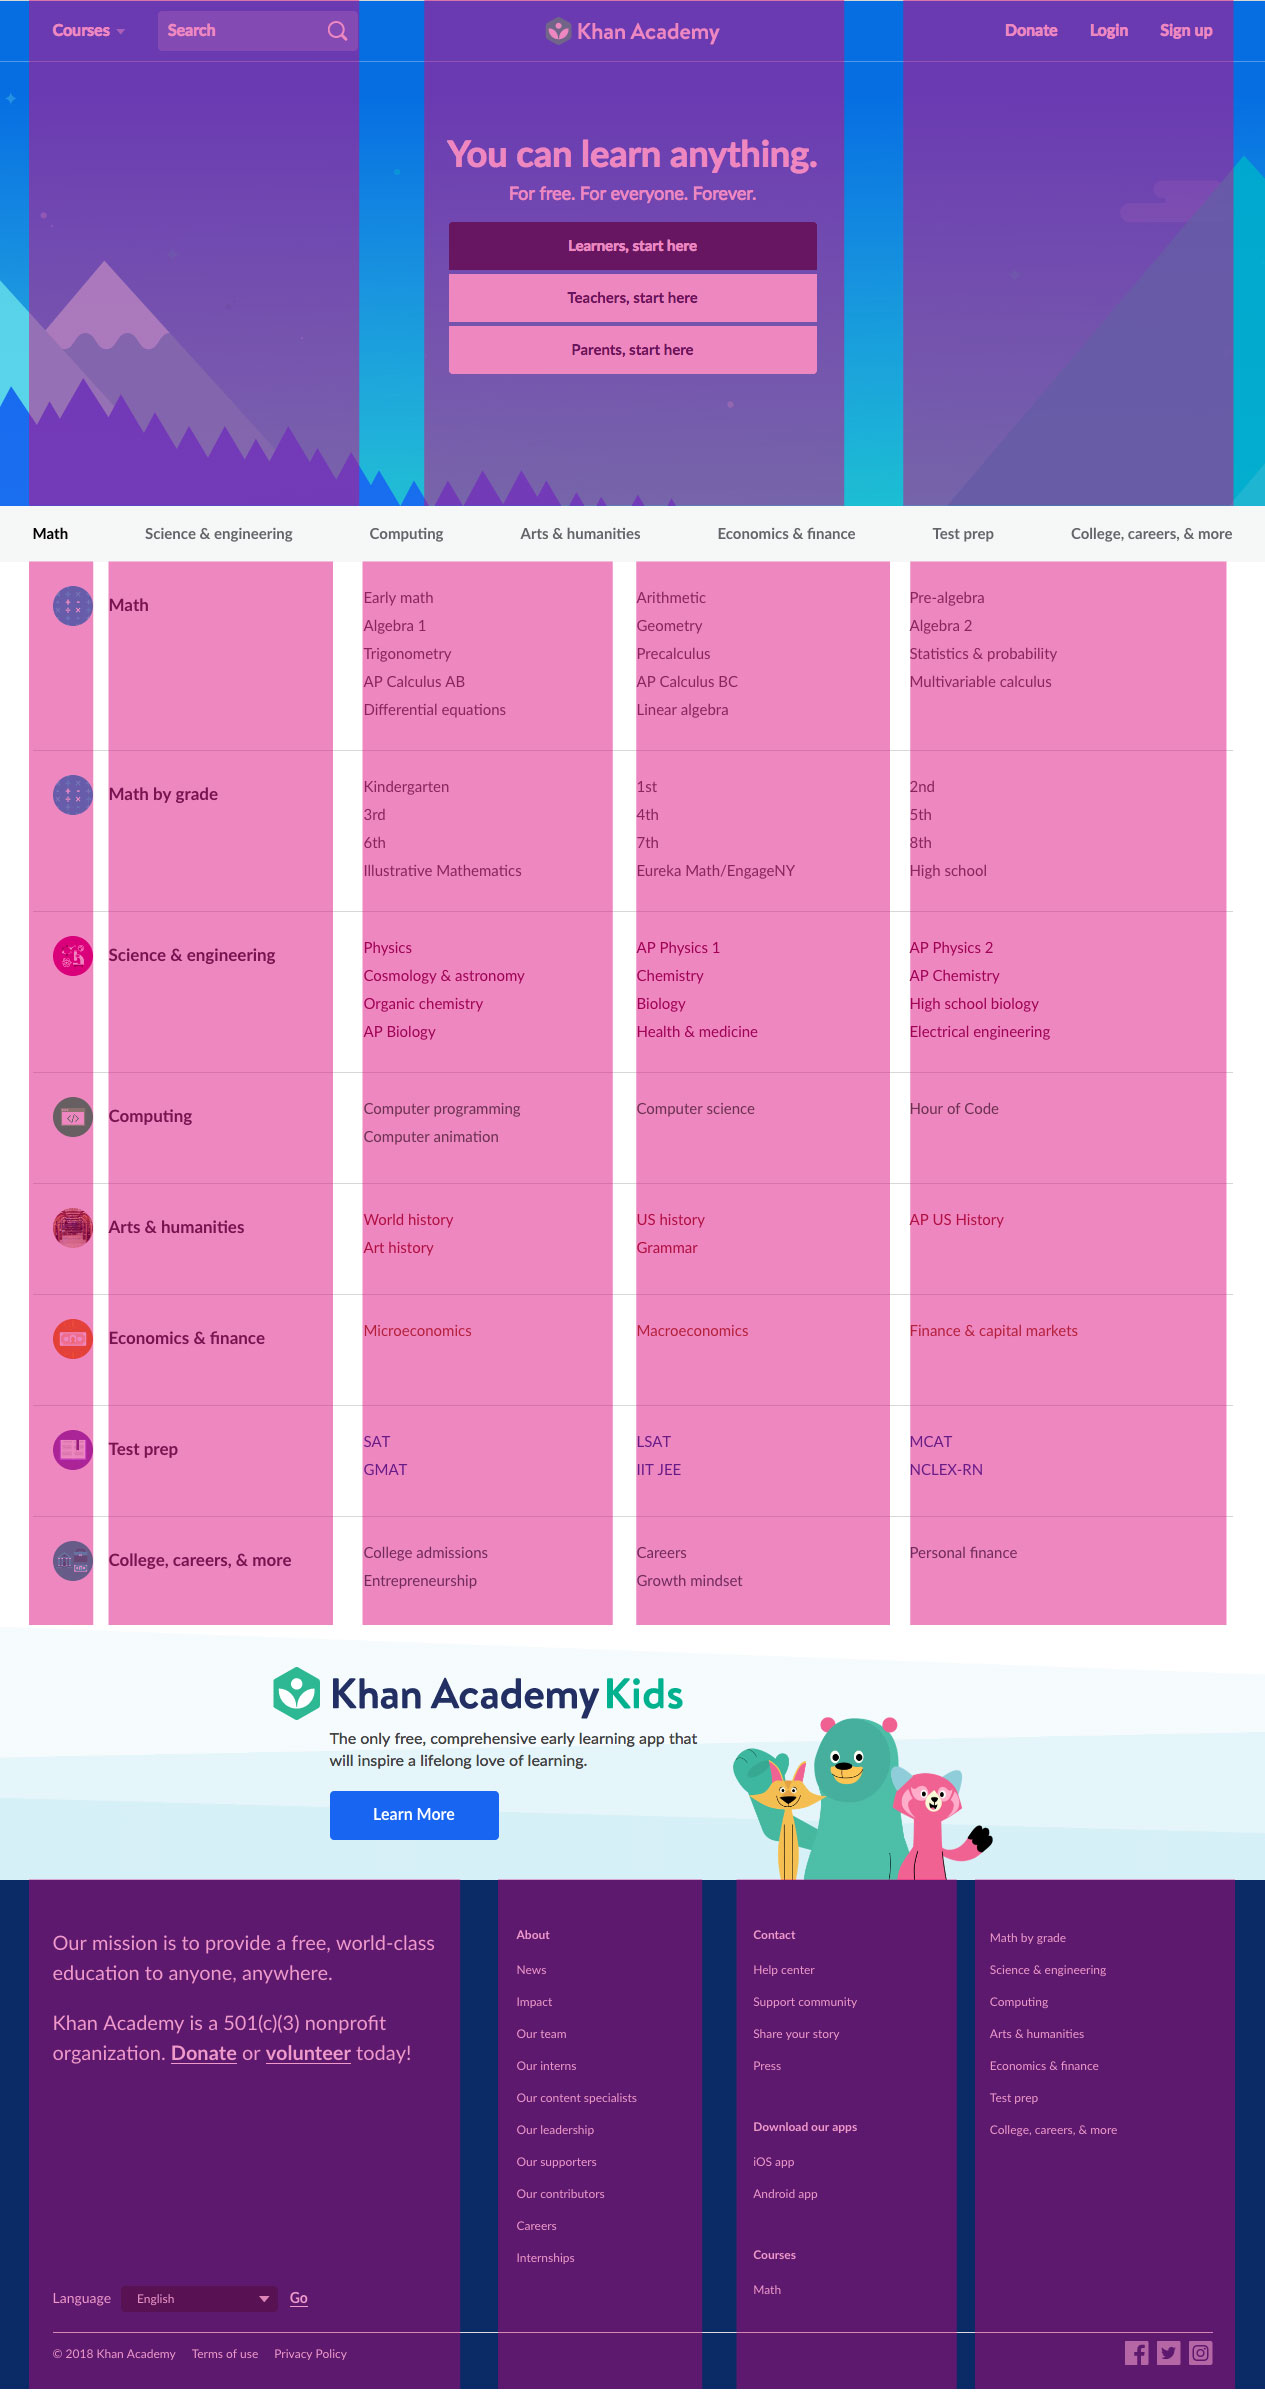 Courses
Search
Khan Academy
Donate
Login
Sign up
You can learn anything.
For free. For everyone. Forever.
Learners, start here
Teachers, start here
Parents, start here
Math
Science & engineering
Computing
Arts & humanities
Economics & finance
Test prep
College, careers, & more
Math
Early math
Arithmetic
Pre-algebra
Algebra 1
Geometry
Algebra 2
Trigonometry
Precalculus
Statistics & probability
AP Calculus AB
AP Calculus BC
Multivariable calculus
Differential equations
Linear algebra
Math by grade
Kindergarten
1st
2nd
3rd
4th
5th
6th
7th
8th
Illustrative Mathematics
Eureka Math/EngageNY
High school
Science & engineering
Physics
AP Physics 1
AP Physics 2
Cosmology & astronomy
Chemistry
AP Chemistry
Organic chemistry
Biology
High school biology
AP Biology
Health & medicine
Electrical engineering
Computing
Computer programming
Computer science
Hour of Code
Computer animation
Arts & humanities
World history
US history
AP US History
Art history
Grammar
Economics & finance
Microeconomics
Macroeconomics
Finance & capital markets
Test prep
SAT
LSAT
MCAT
GMAT
IIT JEE
NCLEX-RN
College, careers, & more
College admissions
Careers
Personal finance
Entrepreneurship
Growth mindset
Khan Academy Kids
The only free, comprehensive early learning app that
will inspire a lifelong love of learning.
Learn More
Our mission is to provide a free, world-class
education to anyone, anywhere.
Khan Academy is a 501(c)(3) nonprofit
organization. Donate or volunteer today!
About
News
Impact
Our team
Our interns
Our content specialists
Our leadership
Our supporters
Our contributors
Careers
Internships
Contact
Help center
Support community
Share your story
Press
Download our apps
iOS app
Android app
Courses
Math
Math by grade
Science & engineering
Computing
Arts & humanities
Economics & finance
Test prep
College, careers, & more
Language
English
Go
© 2018 Khan Academy
Terms of use
Privacy Policy